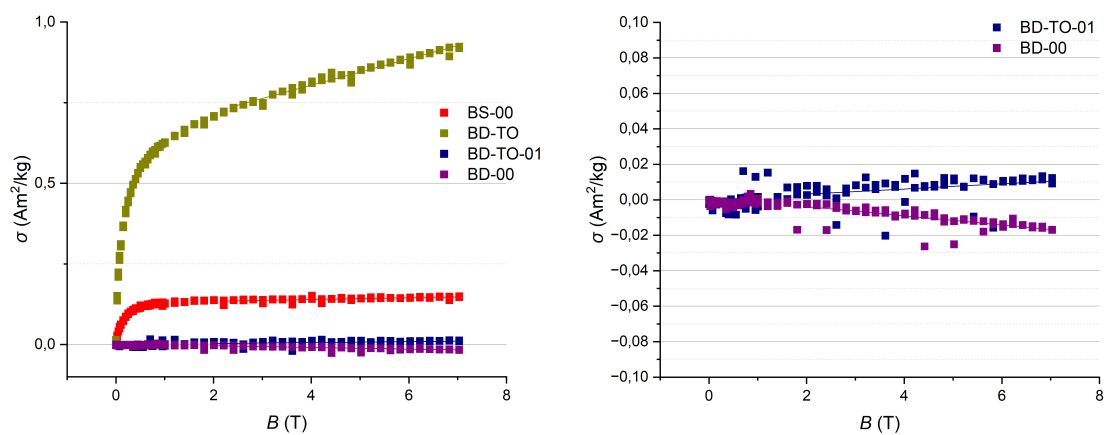 1,0
0,5
0,0
σ (Am²/kg)
BS-00
BD-TO
BD-TO-01
BD-00
0 2 4 6 8
B (T)
0,10
0,08
0,06
0,04
0,02
0,00
−0,02
−0,04
−0,06
−0,08
−0,10
σ (Am²/kg)
BD-TO-01
BD-00
0 2 4 6 8
B (T)